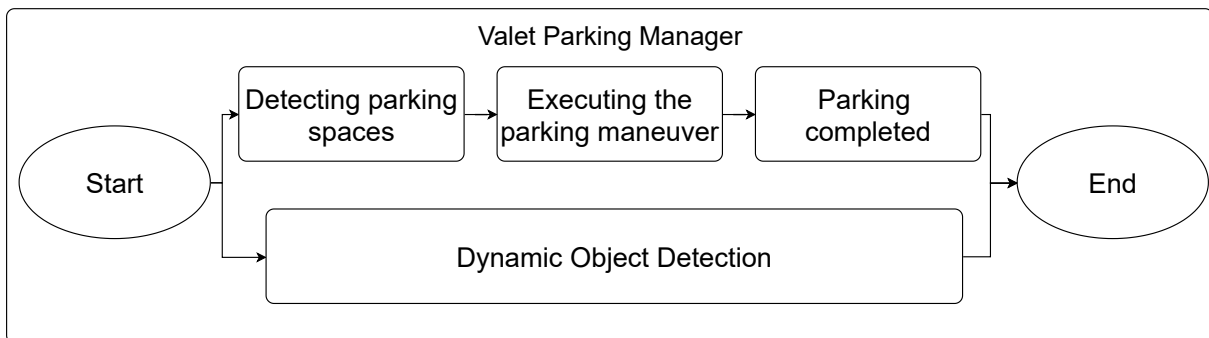 Valet Parking Manager
Detecting parking
spaces
Executing the
parking maneuver
Parking
completed
Start
End
Dynamic Object Detection